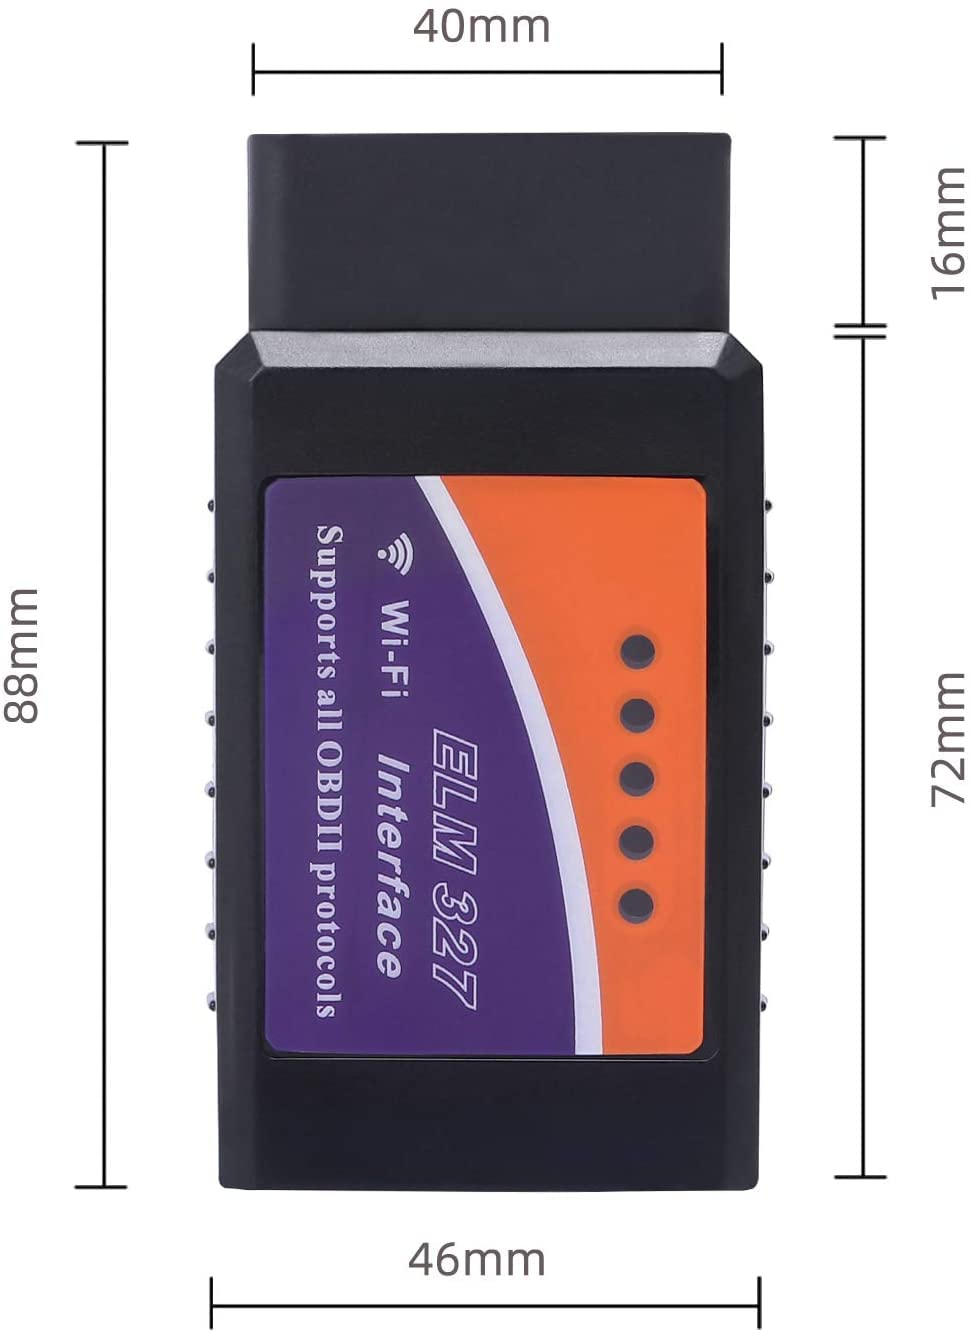 40mm
16mm
88mm
72mm
46mm
ELM 327
Wi-Fi Interface
Supports all OBDII protocols